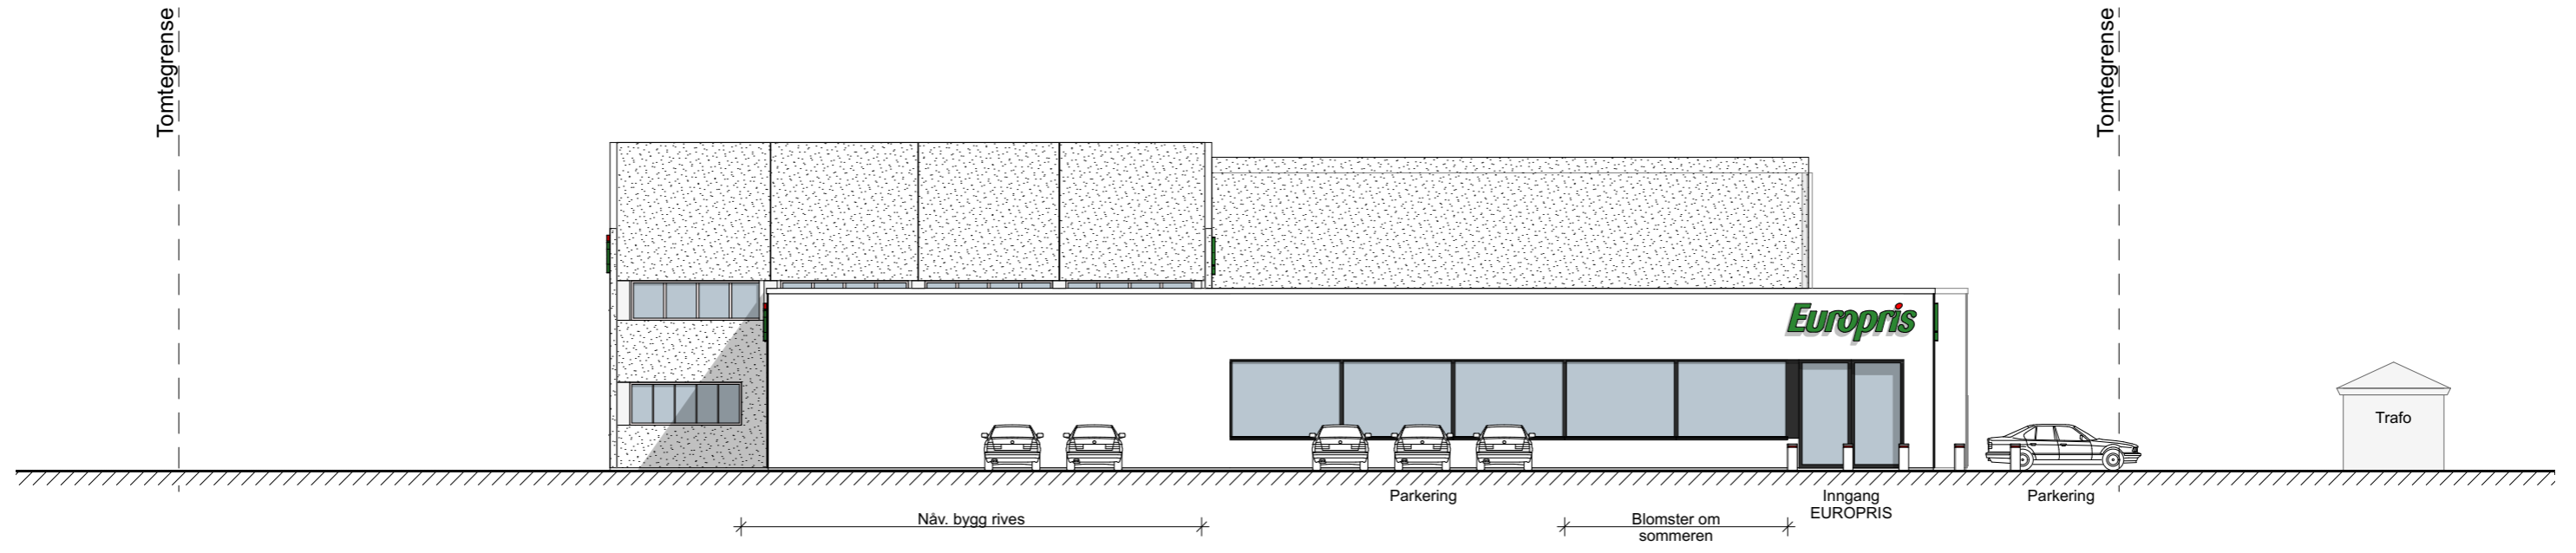 Tomtegrense
Tomtegrense
Europris
Trafo
Parkering
Inngang
EUROPRIS
Parkering
Nåv. bygg rives
Blomster om
sommeren